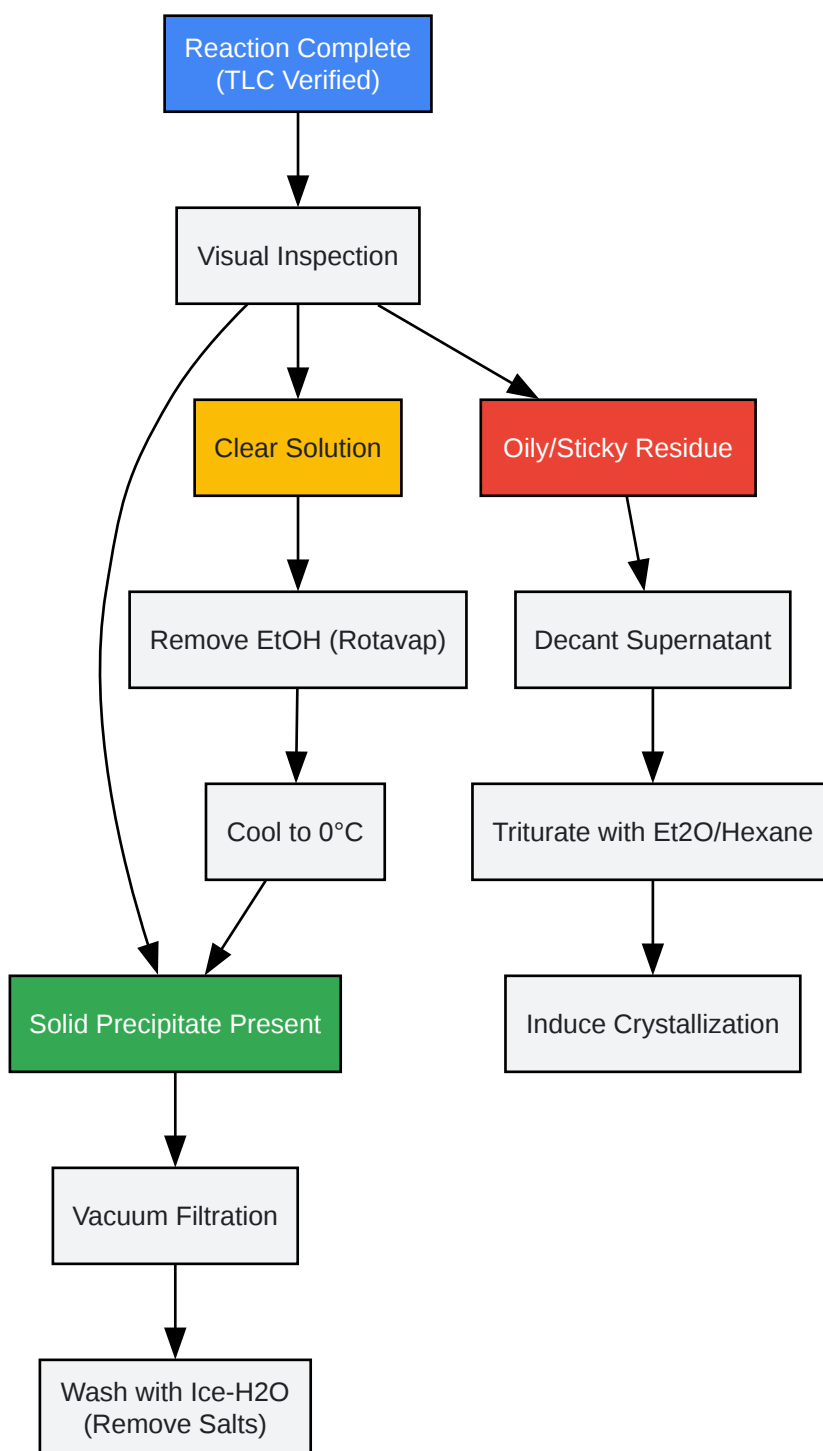 Reaction Complete
(TLC Verified)
Visual Inspection
Clear Solution
Oily/Sticky Residue
Remove EtOH (Rotavap)
Decant Supernatant
Cool to 0°C
Triturate with Et2O/Hexane
Solid Precipitate Present
Induce Crystallization
Vacuum Filtration
Wash with Ice-H2O
(Remove Salts)